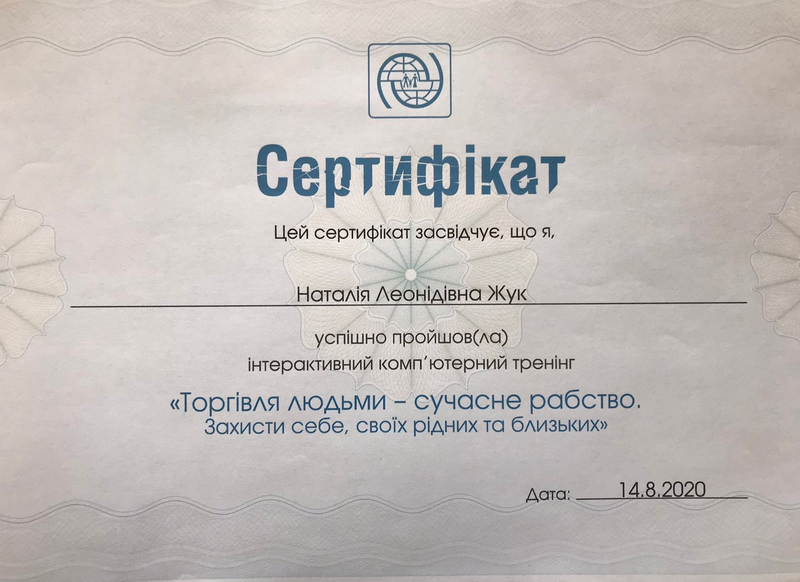 Сертифікат
Цей сертифікат засвідчує, що я,
Наталія Леонідівна Жук
успішно пройшов(ла)
інтерактивний комп’ютерний тренінг
«Торгівля людьми – сучасне рабство.
Захисти себе, своїх рідних та близьких»
Дата: 14.8.2020